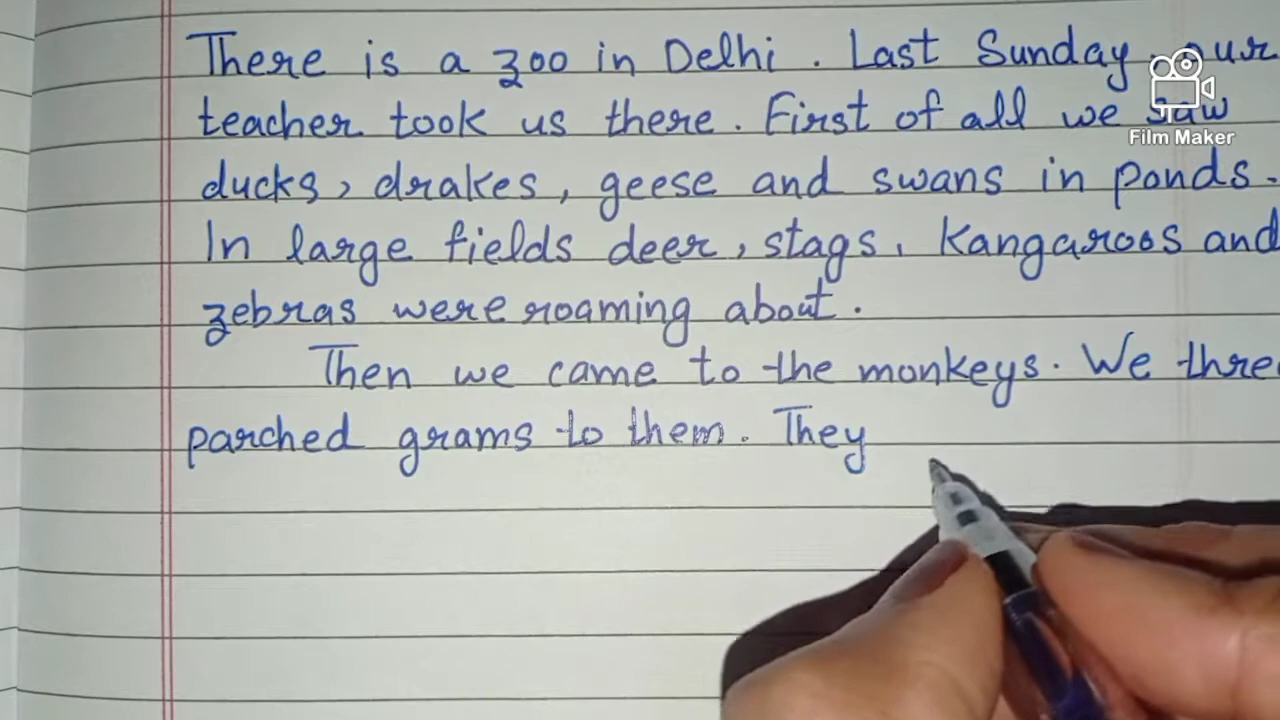 There is a zoo in Delhi. Last Sunday our
teacher took us there. First of all we saw
ducks, drakes, geese and swans in ponds.
In large fields deer, stags, Kangaroos and
zebras were roaming about.
Then we came to the monkeys. We thre
parched grams to them. They
Film Maker